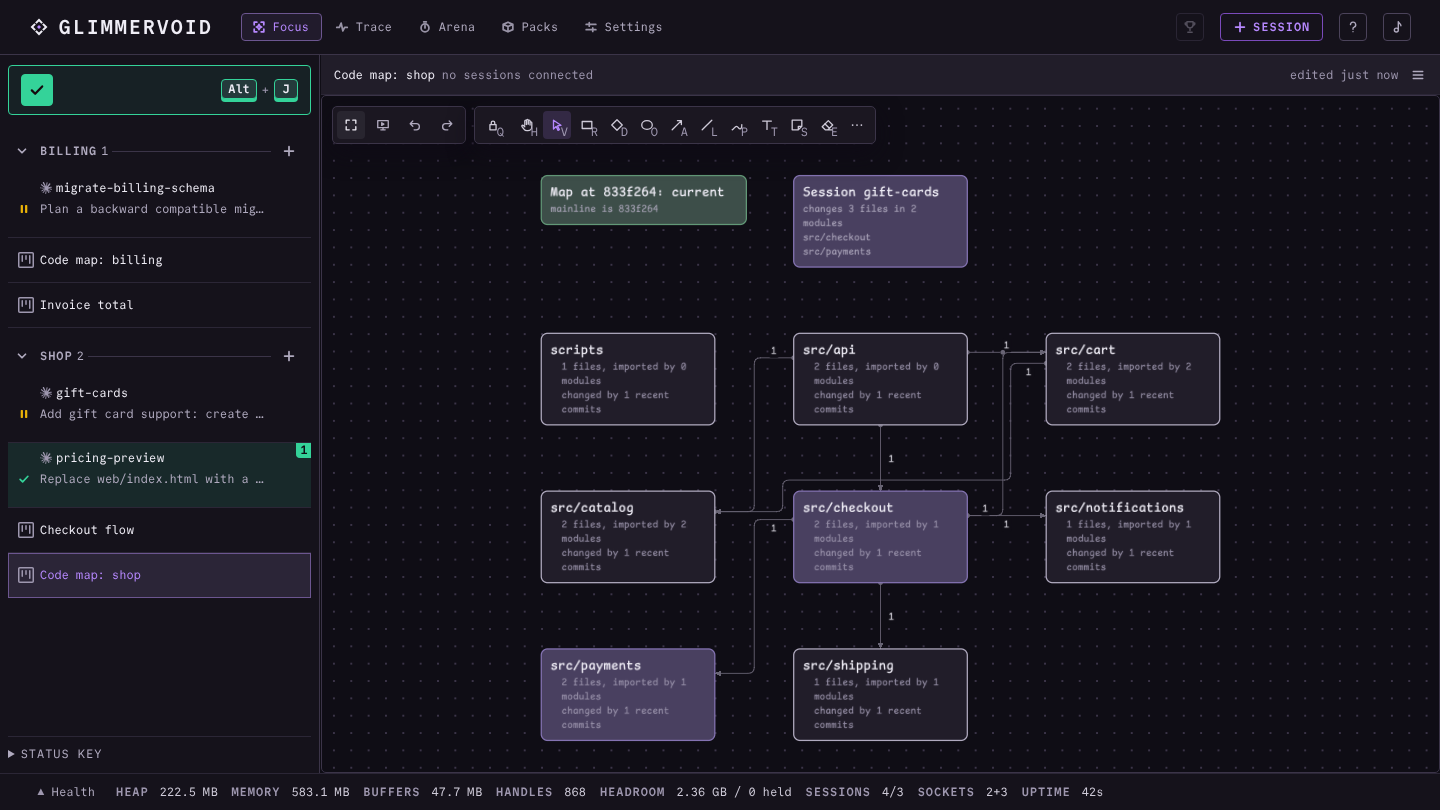 GLIMMERVOID
Focus
Trace
Arena
Packs
Settings
+ SESSION
?
Alt + J
Code map: shop no sessions connected
edited just now
Q
H
V
R
D
O
A
L
P
T
S
E
BILLING 1
migrate-billing-schema
Plan a backward compatible mig…
Code map: billing
Invoice total
SHOP 2
gift-cards
Add gift card support: create …
1
pricing-preview
Replace web/index.html with a …
Checkout flow
Code map: shop
STATUS KEY
Map at 833f264: current
mainline is 833f264
Session gift-cards
changes 3 files in 2
modules
src/checkout
src/payments
scripts
1 files, imported by 0
modules
changed by 1 recent
commits
1
src/api
2 files, imported by 0
modules
changed by 1 recent
commits
1
1
src/cart
2 files, imported by 2
modules
changed by 1 recent
commits
1
src/catalog
2 files, imported by 2
modules
changed by 1 recent
commits
1
src/checkout
2 files, imported by 1
modules
changed by 1 recent
commits
1
1
src/notifications
1 files, imported by 1
modules
changed by 1 recent
commits
1
src/payments
2 files, imported by 1
modules
changed by 1 recent
commits
src/shipping
1 files, imported by 1
modules
changed by 1 recent
commits
Health
HEAP 222.5 MB MEMORY 583.1 MB BUFFERS 47.7 MB HANDLES 868 HEADROOM 2.36 GB / 0 held SESSIONS 4/3 SOCKETS 2+3 UPTIME 42s